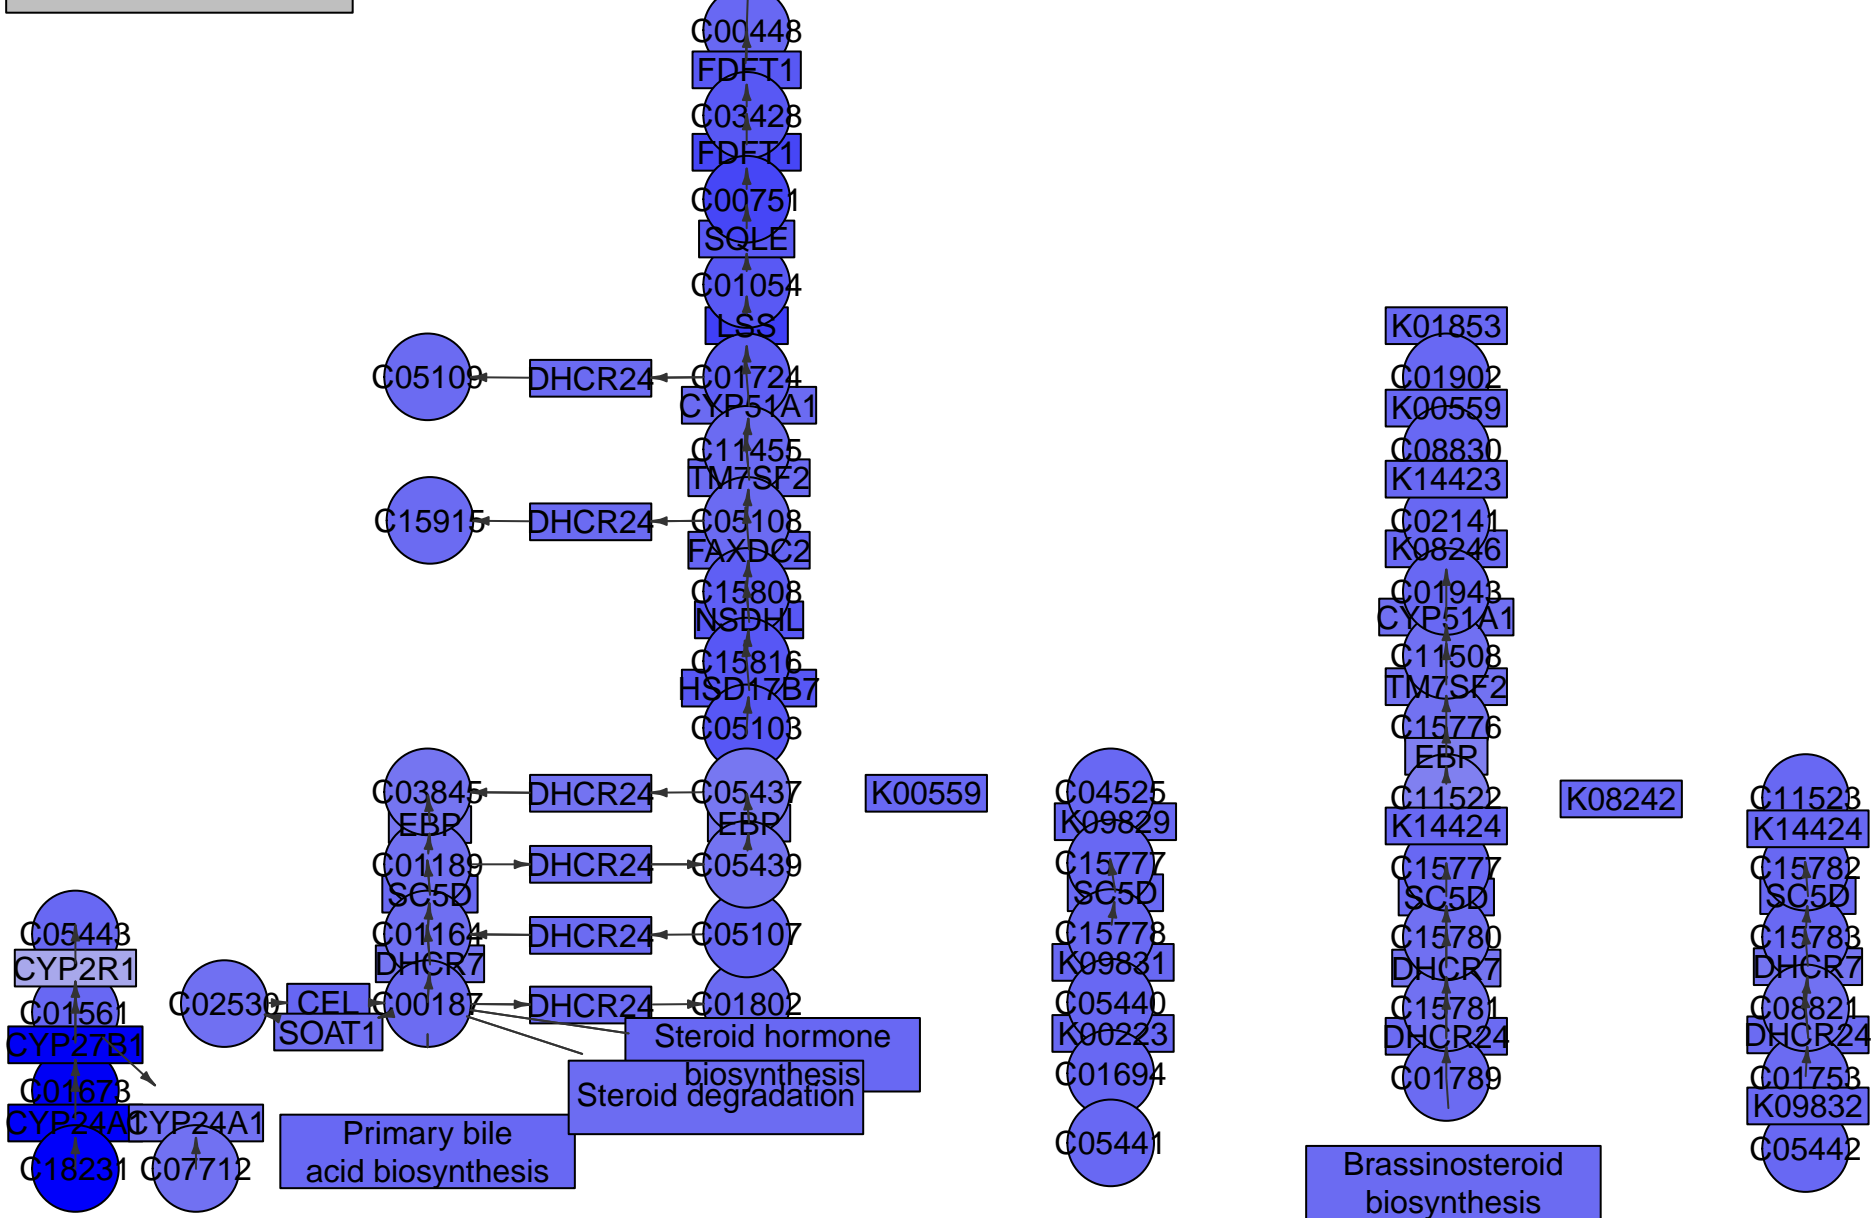 C00448
FDFT1
C03428
FDFT1
C00751
SQLE
C01054
LSS
K01853
C05109
DHCR24
C01724
C01902
CYP51A1
K00559
C11455
C08830
TM7SF2
K14423
C15915
DHCR24
C05108
C02141
FAXDC2
K08246
C15808
C01943
NSDHL
CYP51A1
C15816
C11508
HSD17B7
TM7SF2
C05103
C15776
EBP
C03845
DHCR24
C05437
K00559
C04525
C11522
K08242
C11523
EBP
EBP
K09829
K14424
K14424
C01189
DHCR24
C05439
C15777
C15777
C15782
SC5D
SC5D
SC5D
SC5D
C05443
C01164
DHCR24
C05107
C15778
C15780
C15783
CYP2R1
DHCR7
K09831
DHCR7
DHCR7
C01561
C02530
CEL
C00187
DHCR24
C01802
C05440
C15781
C08821
CYP27B1
SOAT1
Steroid hormone
biosynthesis
K00223
DHCR24
DHCR24
C01673
Steroid degradation
C01694
C01789
C01753
CYP24A1
CYP24A1
K09832
C18231
C07712
Primary bile
acid biosynthesis
C05441
Brassinosteroid
biosynthesis
C05442